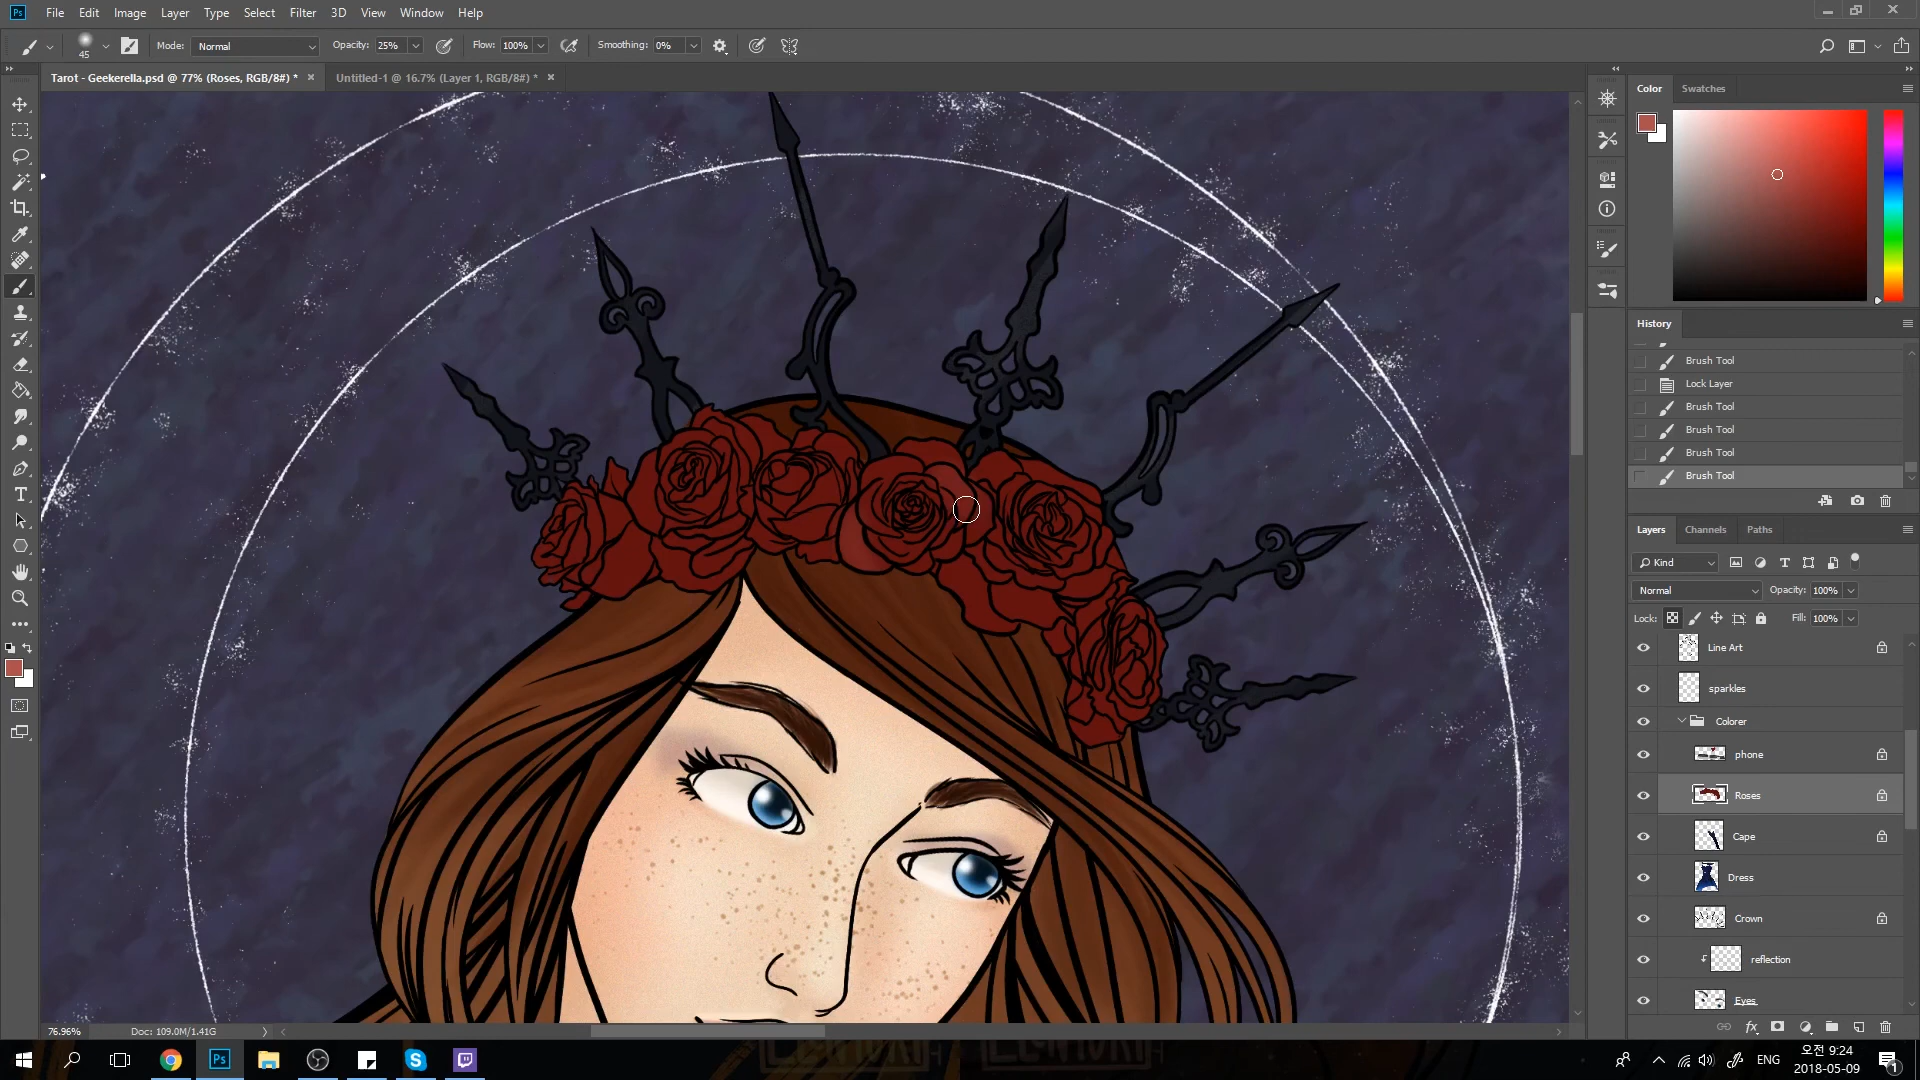 Ps File Edit Image Layer Type Select Filter 3D View Window Help
45 Mode: Normal Opacity: 25% Flow: 100% Smoothing: 0%
Tarot - Geekerella.psd @ 77% (Roses, RGB/8#) * Untitled-1 @ 16.7% (Layer 1, RGB/8#) *
Color Swatches
History
Brush Tool
Lock Layer
Brush Tool
Brush Tool
Brush Tool
Brush Tool
Layers Channels Paths
Kind
Normal Opacity: 100%
Lock: Fill: 100%
Line Art
sparkles
Colorer
phone
Roses
Cape
Dress
Crown
reflection
Eyes
76.96% Doc: 109.0M/1.41G
Ps ENG 오전 9:24
2018-05-09
1